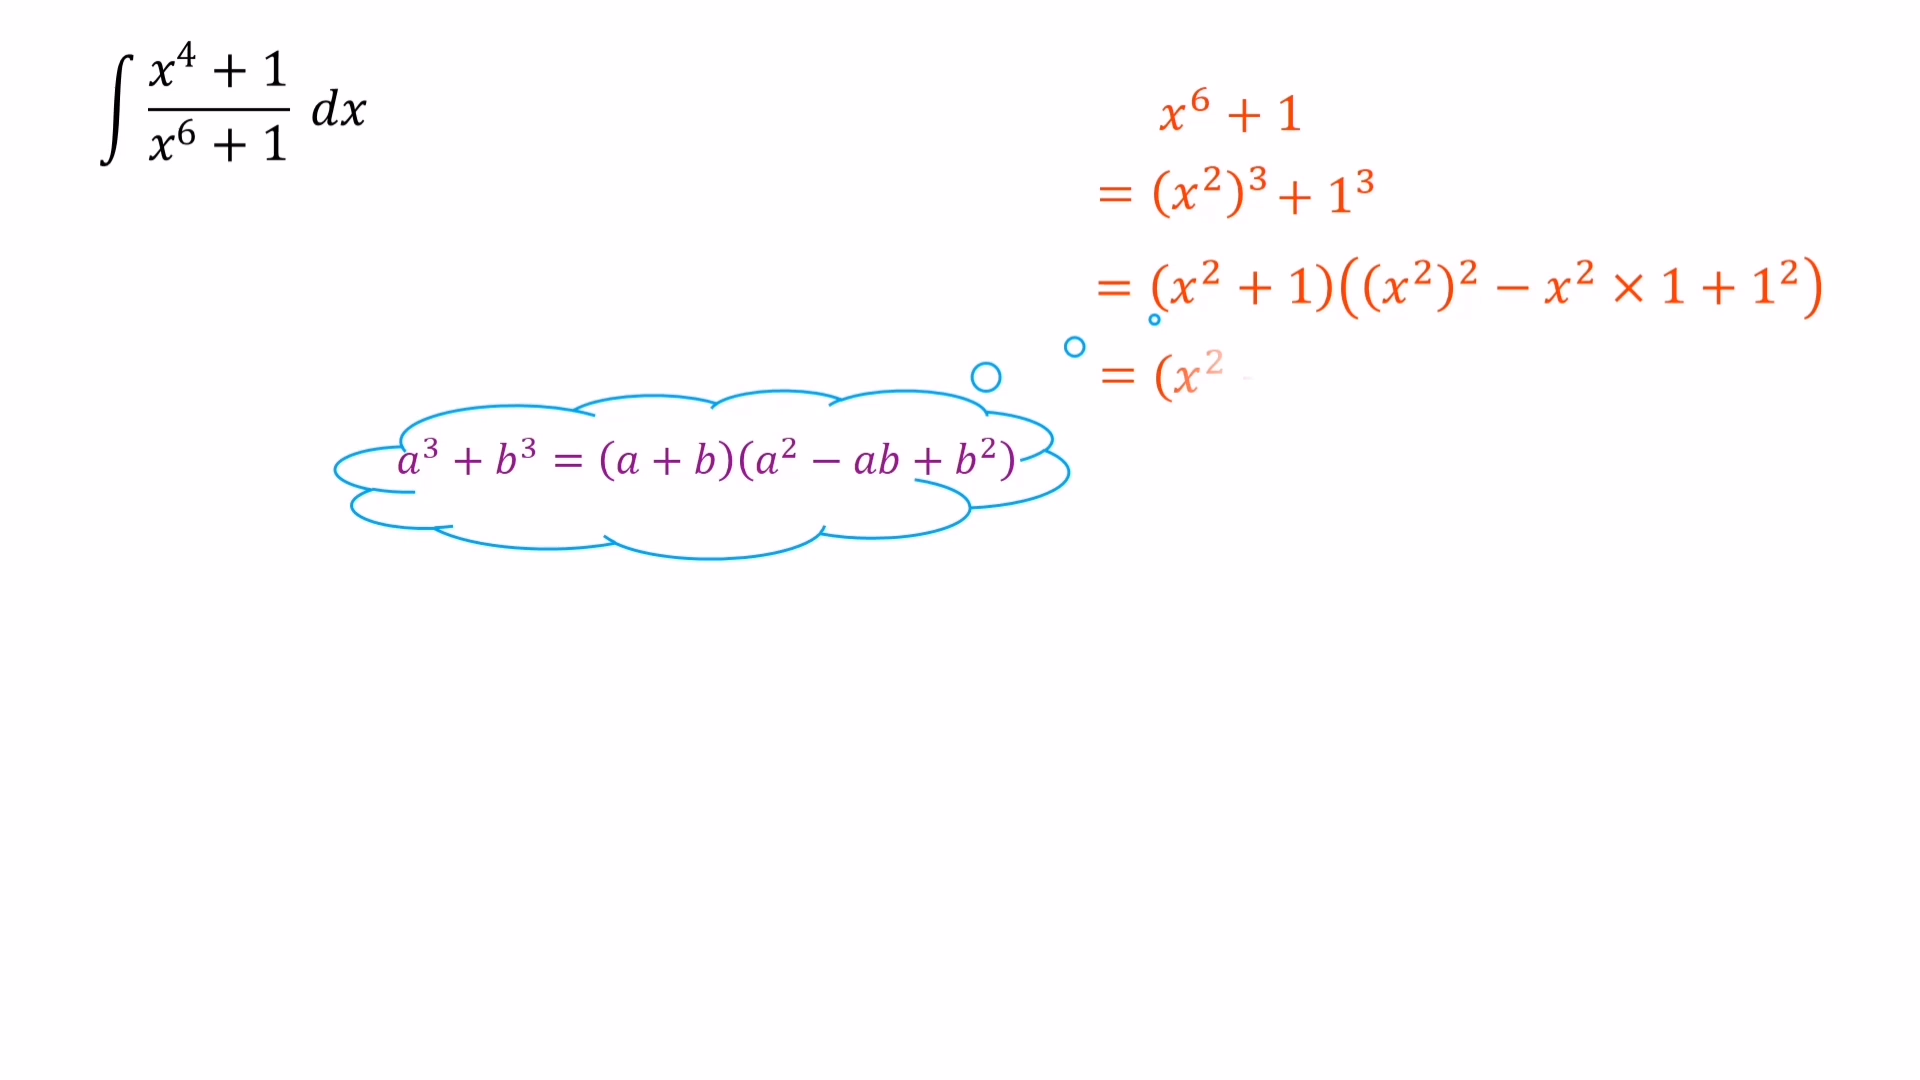 ∫ (x⁴ + 1)/(x⁶ + 1) dx
x⁶ + 1
= (x²)³ + 1³
= (x² + 1)((x²)² − x² × 1 + 1²)
= (x²
a³ + b³ = (a + b)(a² − ab + b²)